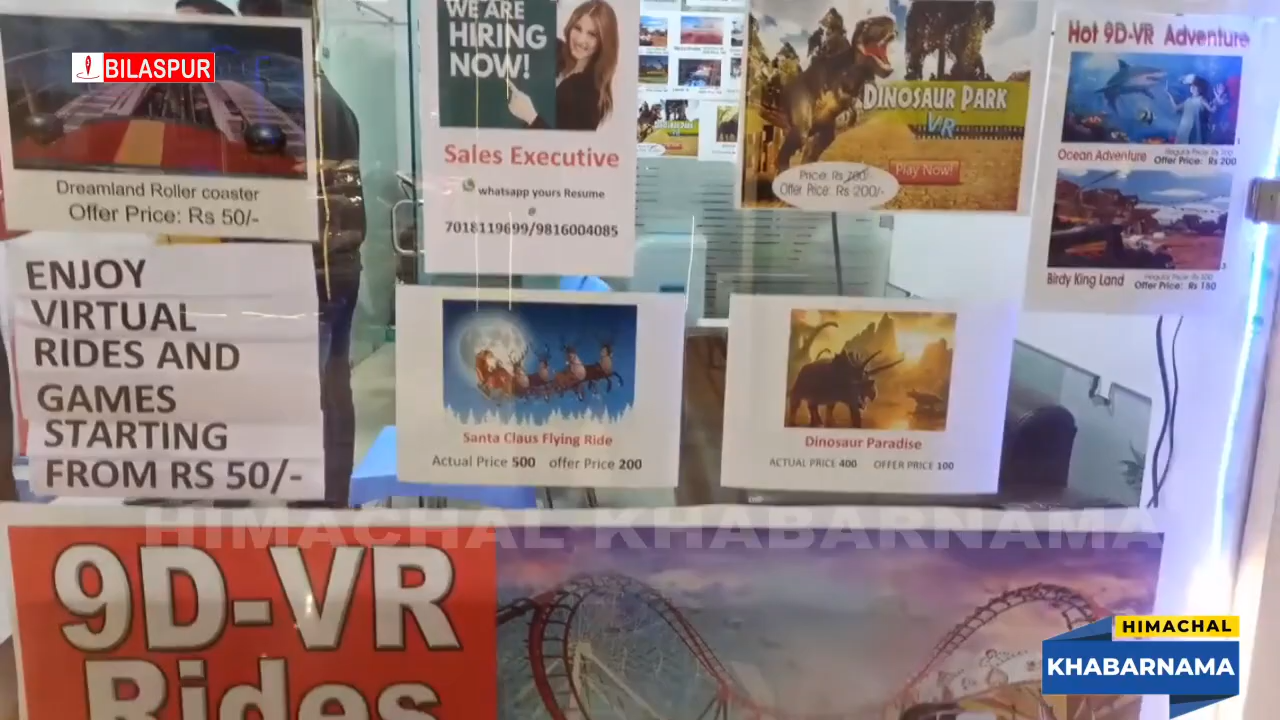 BILASPUR
Dreamland Roller coaster
Offer Price: Rs 50/-
ENJOY
VIRTUAL
RIDES AND
GAMES
STARTING
FROM RS 50/-
WE ARE
HIRING
NOW!
Sales Executive
whatsapp yours Resume
@
7018119699/9816004085
DINOSAUR PARK
VR
Play Now!
Offer Price: Rs 200/-
Hot 9D-VR Adventure
Ocean Adventure
Offer Price: Rs 200
Birdy King Land
Offer Price: Rs 150
Santa Claus Flying Ride
Actual Price 500 offer Price 200
Dinosaur Paradise
ACTUAL PRICE 400 OFFER PRICE 100
HIMACHAL KHABARNAMA
9D-VR
Rides
HIMACHAL
KHABARNAMA